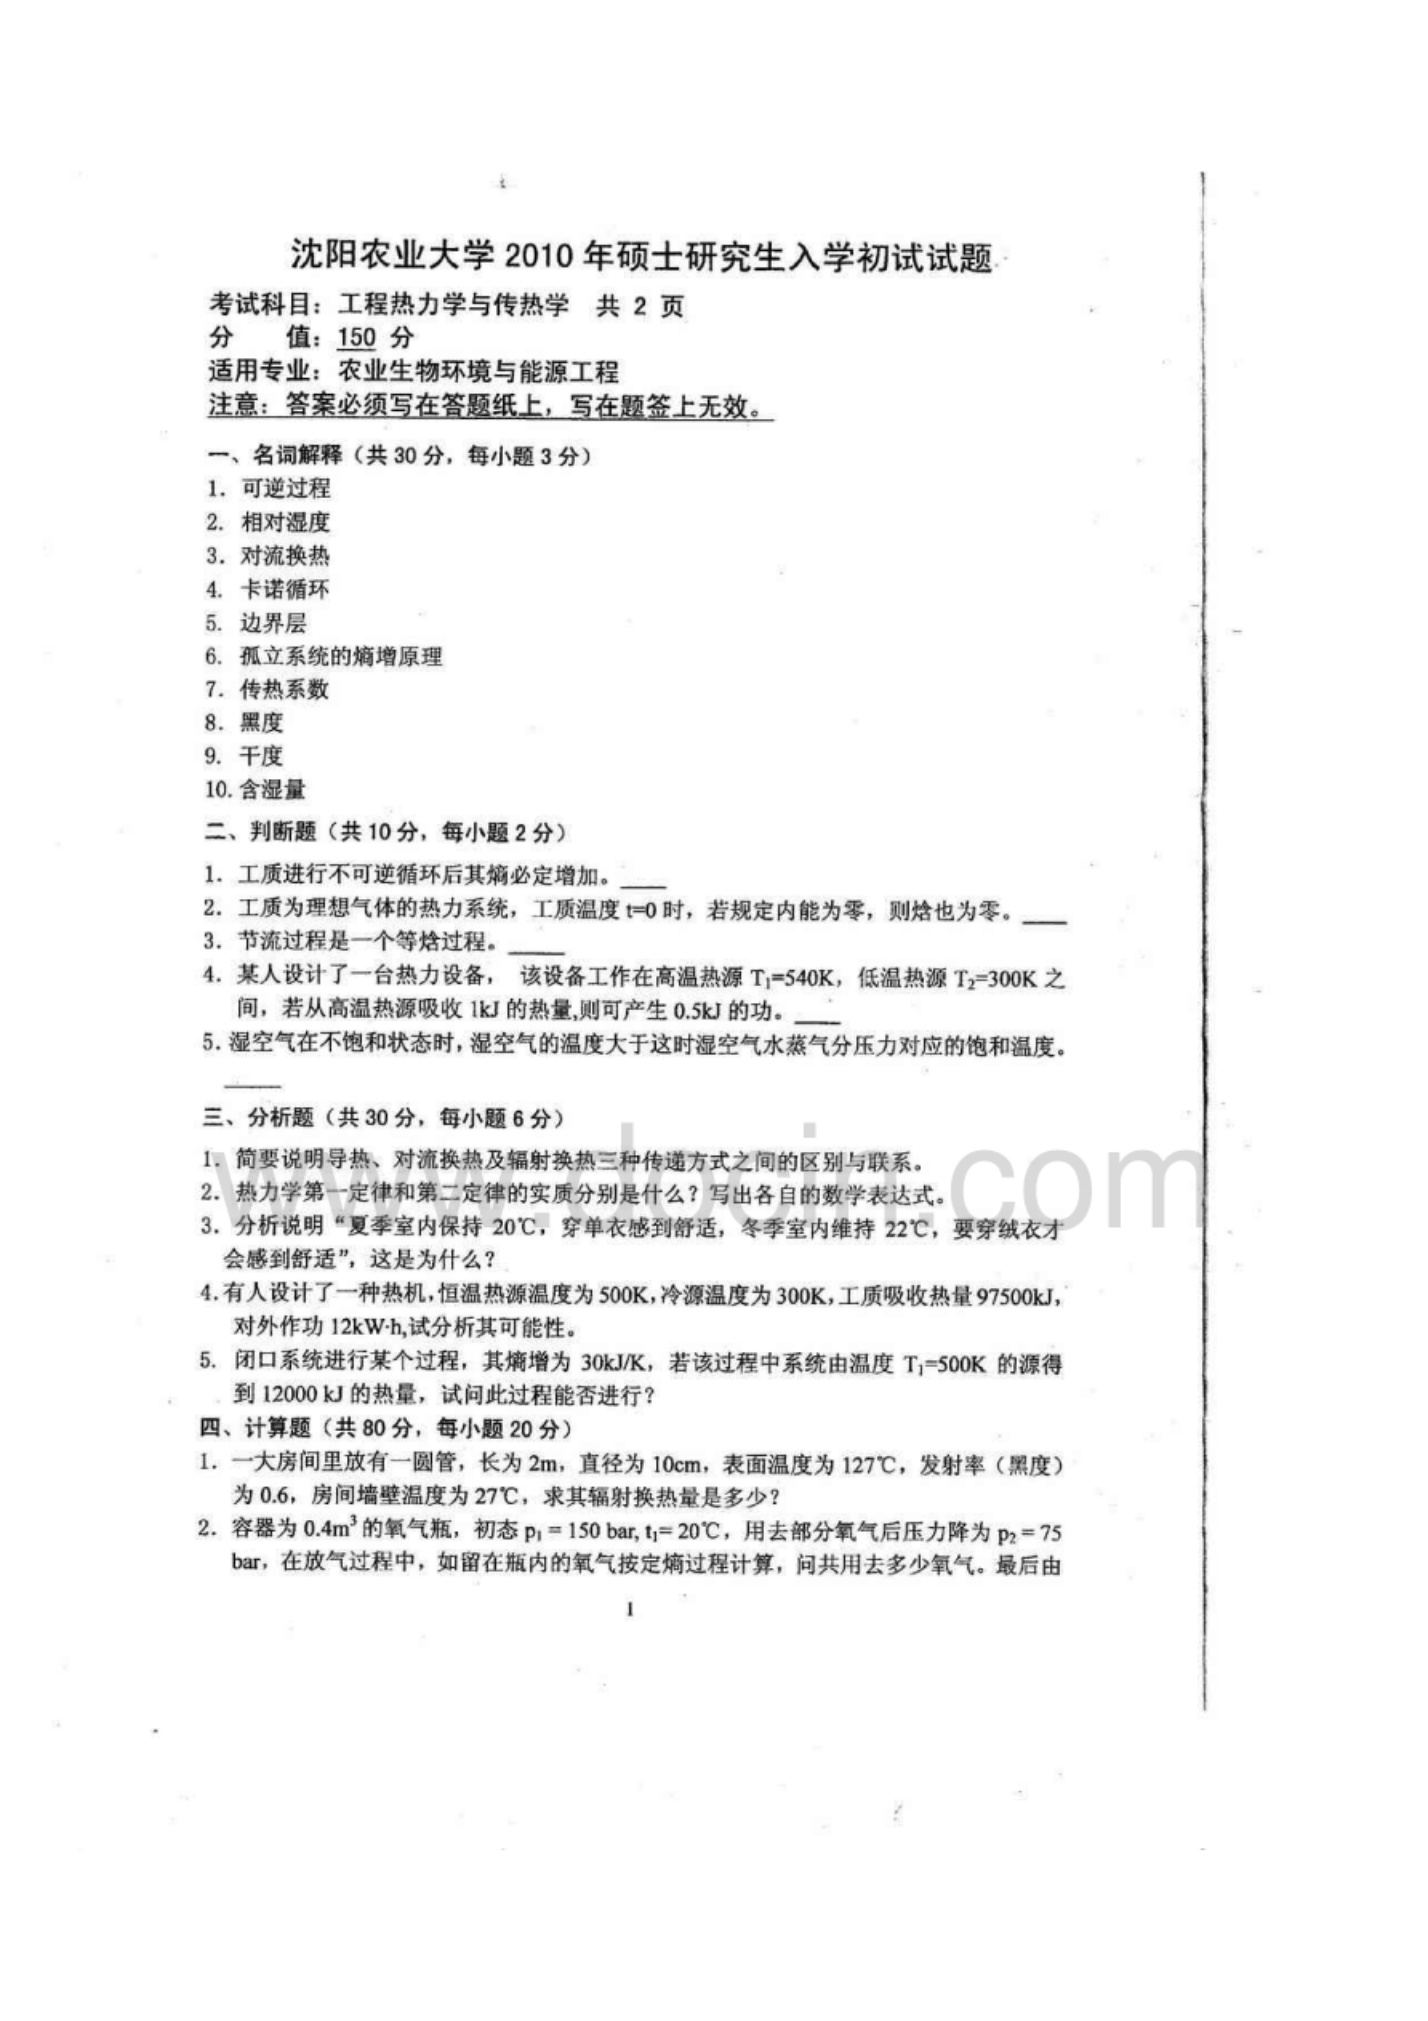 沈阳农业大学 2010 年硕士研究生入学初试试题
考试科目：工程热力学与传热学 共 2 页
分 值：150 分
适用专业：农业生物环境与能源工程
注意：答案必须写在答题纸上，写在题签上无效。
一、名词解释（共 30 分，每小题 3 分）
1. 可逆过程
2. 相对湿度
3. 对流换热
4. 卡诺循环
5. 边界层
6. 孤立系统的熵增原理
7. 传热系数
8. 黑度
9. 干度
10. 含湿量
二、判断题（共 10 分，每小题 2 分）
1. 工质进行不可逆循环后其熵必定增加。____
2. 工质为理想气体的热力系统，工质温度 t=0 时，若规定内能为零，则焓也为零。____
3. 节流过程是一个等焓过程。____
4. 某人设计了一台热力设备， 该设备工作在高温热源 T₁=540K，低温热源 T₂=300K 之
间，若从高温热源吸收 1kJ 的热量,则可产生 0.5kJ 的功。____
5. 湿空气在不饱和状态时，湿空气的温度大于这时湿空气水蒸气分压力对应的饱和温度。
____
三、分析题（共 30 分，每小题 6 分）
www.docin.com
1. 简要说明导热、对流换热及辐射换热三种传递方式之间的区别与联系。
2. 热力学第一定律和第二定律的实质分别是什么？写出各自的数学表达式。
3. 分析说明“夏季室内保持 20℃，穿单衣感到舒适，冬季室内维持 22℃，要穿绒衣才
会感到舒适”，这是为什么？
4. 有人设计了一种热机，恒温热源温度为 500K，冷源温度为 300K，工质吸收热量 97500kJ，
对外作功 12kW·h,试分析其可能性。
5. 闭口系统进行某个过程，其熵增为 30kJ/K，若该过程中系统由温度 T₁=500K 的源得
到 12000 kJ 的热量，试问此过程能否进行？
四、计算题（共 80 分，每小题 20 分）
1. 一大房间里放有一圆管，长为 2m，直径为 10cm，表面温度为 127℃，发射率（黑度）
为 0.6，房间墙壁温度为 27℃，求其辐射换热量是多少？
2. 容器为 0.4m³ 的氧气瓶，初态 p₁ = 150 bar, t₁= 20℃，用去部分氧气后压力降为 p₂ = 75
bar，在放气过程中，如留在瓶内的氧气按定熵过程计算，问共用去多少氧气。最后由
1